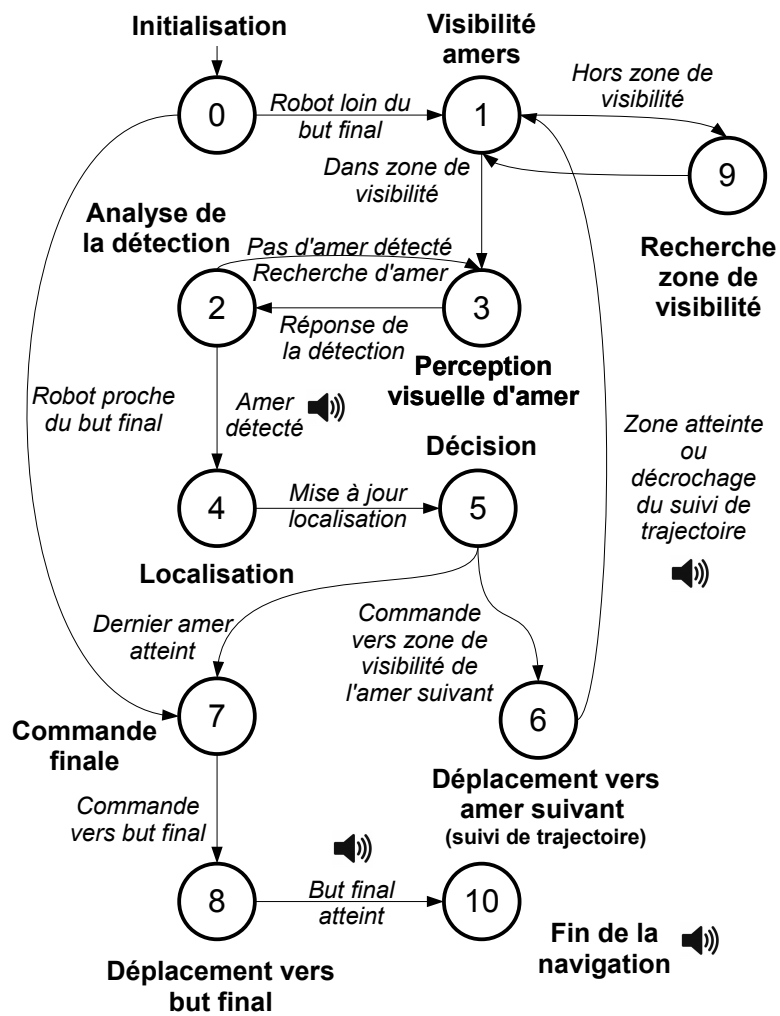 Initialisation
Visibilité
amers
0
Robot loin du
but final
1
Hors zone de
visibilité
9
Dans zone de
visibilité
Recherche
zone de
visibilité
Analyse de
la détection
Pas d'amer détecté
Recherche d'amer
2
3
Réponse de
la détection
Perception
visuelle d'amer
Robot proche
du but final
Amer
détecté
Zone atteinte
ou
décrochage
du suivi de
trajectoire
Décision
4
Mise à jour
localisation
5
Localisation
Dernier amer
atteint
Commande
vers zone de
visibilité de
l'amer suivant
7
6
Commande
finale
Déplacement vers
amer suivant
(suivi de trajectoire)
Commande
vers but final
8
But final
atteint
10
Fin de la
navigation
Déplacement vers
but final